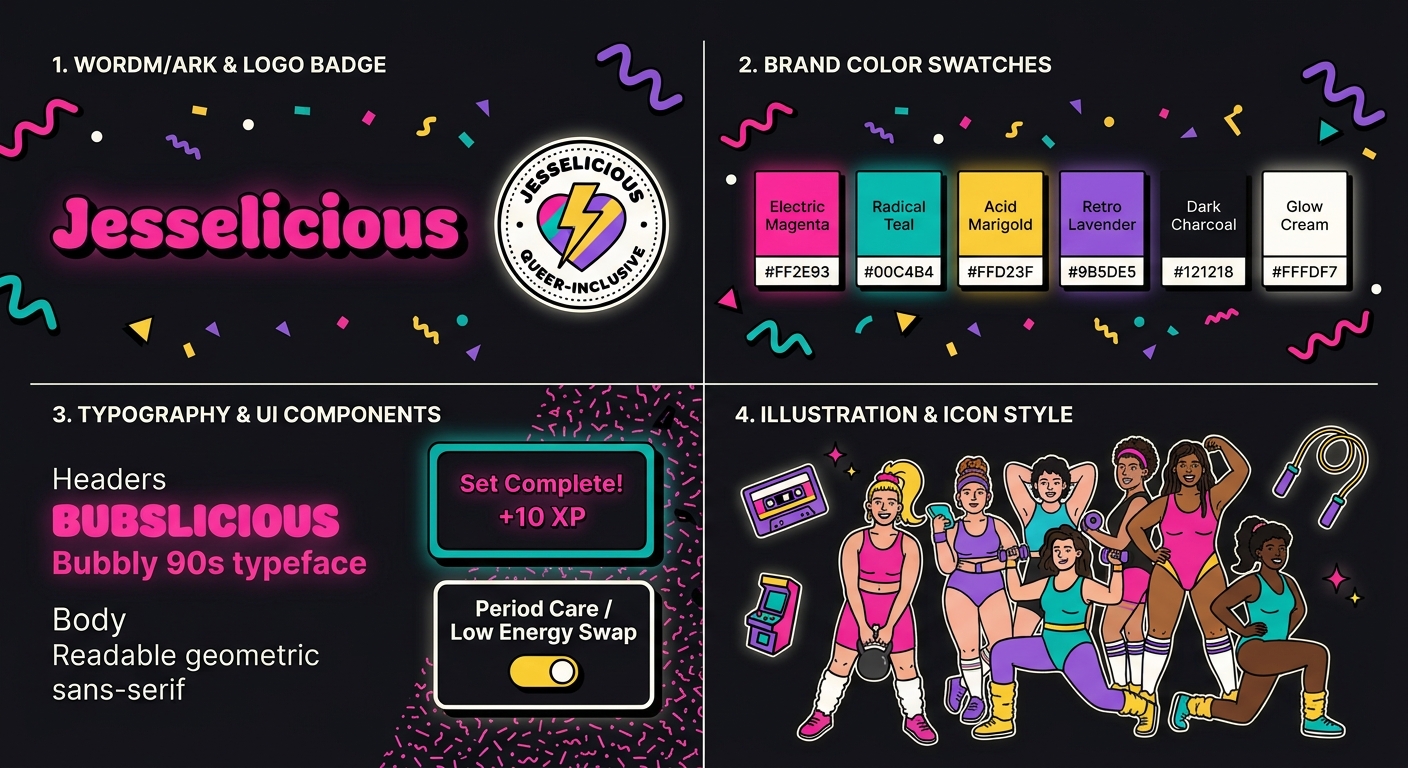 1. WORDM/ARK & LOGO BADGE
Jesselicious
JESSELICIOUS
QUEER-INCLUSIVE
2. BRAND COLOR SWATCHES
Electric
Magenta
#FF2E93
Radical
Teal
#00C4B4
Acid
Marigold
#FFD23F
Retro
Lavender
#9B5DE5
Dark
Charcoal
#121218
Glow
Cream
#FFFDF7
3. TYPOGRAPHY & UI COMPONENTS
Headers
BUBSLICIOUS
Bubbly 90s typeface
Body
Readable geometric
sans-serif
Set Complete!
+10 XP
Period Care /
Low Energy Swap
4. ILLUSTRATION & ICON STYLE